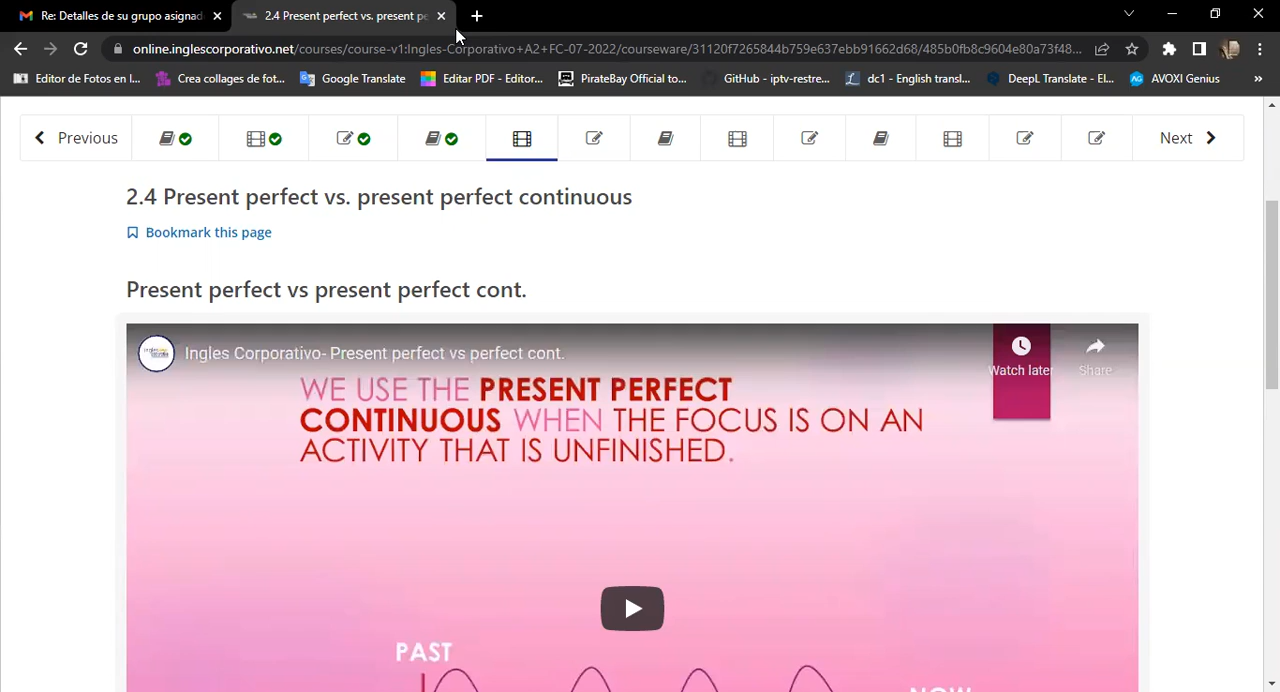 Re: Detalles de su grupo asignad
2.4 Present perfect vs. present pe
online.inglescorporativo.net/courses/course-v1:Ingles-Corporativo+A2+FC-07-2022/courseware/31120f7265844b759e637ebb91662d68/485b0fb8c9604e80a73f48...
Editor de Fotos en l...
Crea collages de fot...
Google Translate
Editar PDF - Editor...
PirateBay Official to...
GitHub - iptv-restre...
dc1 - English transl...
DeepL Translate - El...
AVOXI Genius
»
Previous
Next
2.4 Present perfect vs. present perfect continuous
Bookmark this page
Present perfect vs present perfect cont.
Ingles Corporativo- Present perfect vs perfect cont.
Watch later
Share
WE USE THE PRESENT PERFECT
CONTINUOUS WHEN THE FOCUS IS ON AN
ACTIVITY THAT IS UNFINISHED.
PAST
NOW